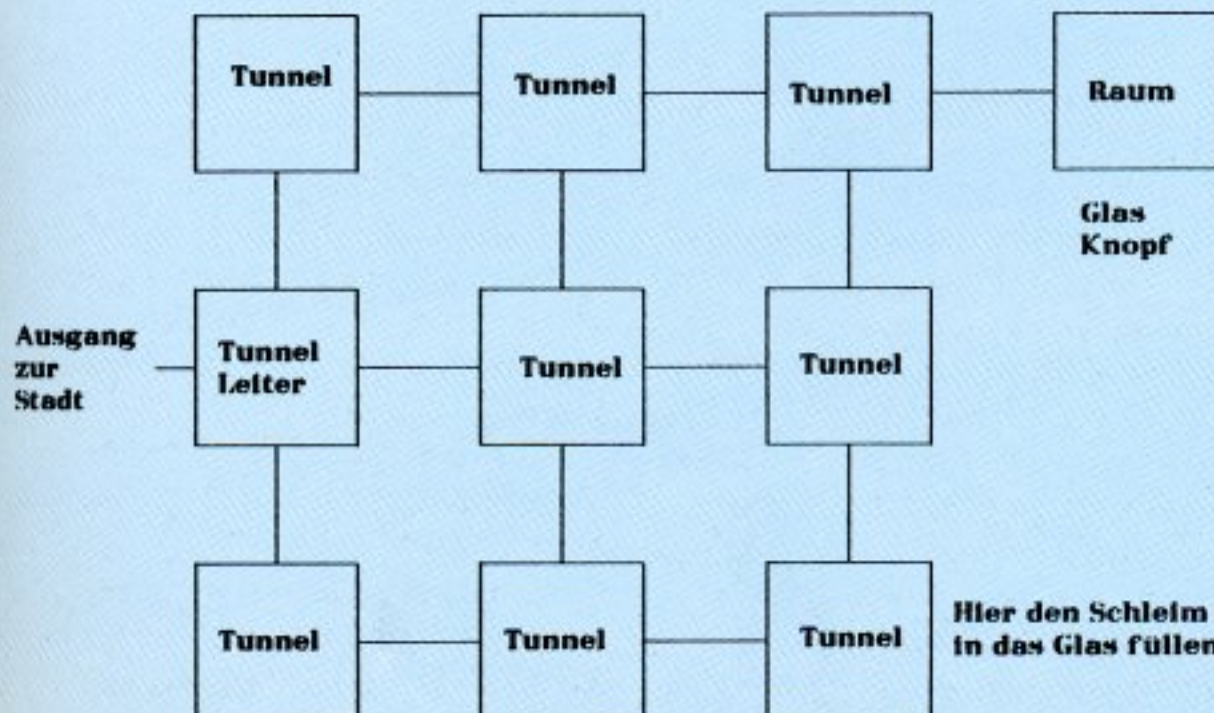 Tunnel
Tunnel
Tunnel
Raum
Glas
Knopf
Ausgang
zur
Stadt
Tunnel
Leiter
Tunnel
Tunnel
Tunnel
Tunnel
Tunnel
Hier den Schleim
in das Glas füllen